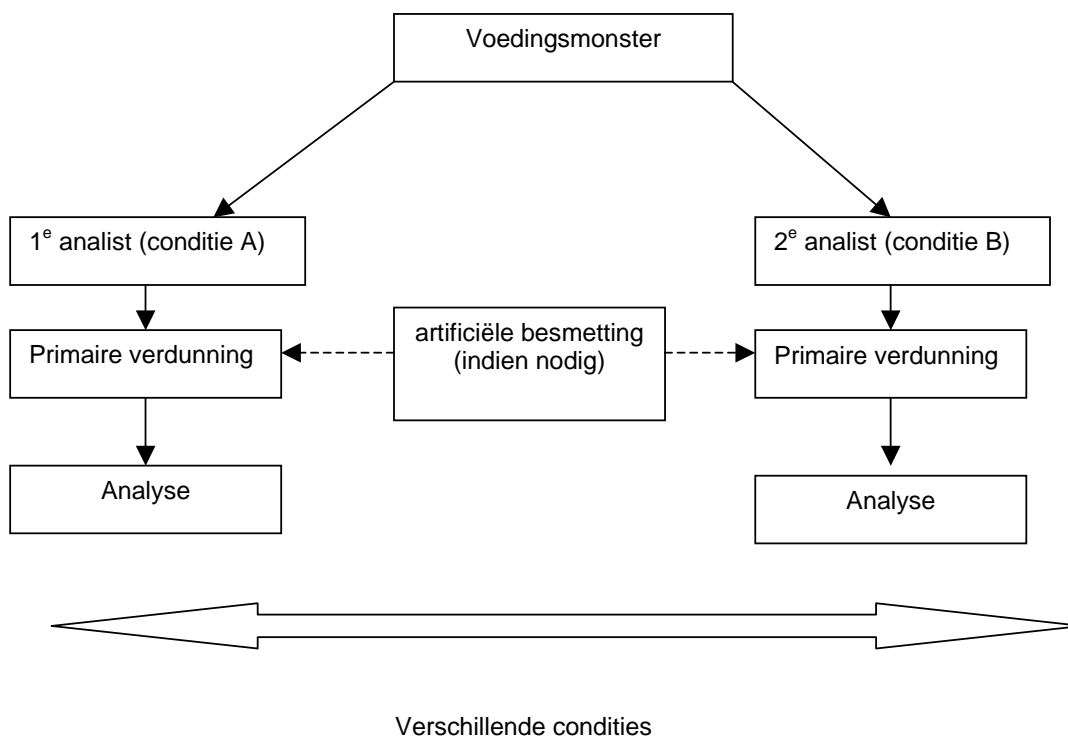 Voedingsmonster
1e analist (conditie A)
2e analist (conditie B)
Primaire verdunning
artificiële besmetting
(indien nodig)
Primaire verdunning
Analyse
Analyse
Verschillende condities